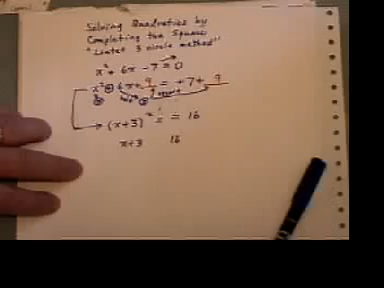 Solving Quadratics by
Completing the Square:
3 circle method"
x² + 6x - 7 = 0
x² + 6x + 9 = +7 + 9
(x+3)² = 16
x+3 16